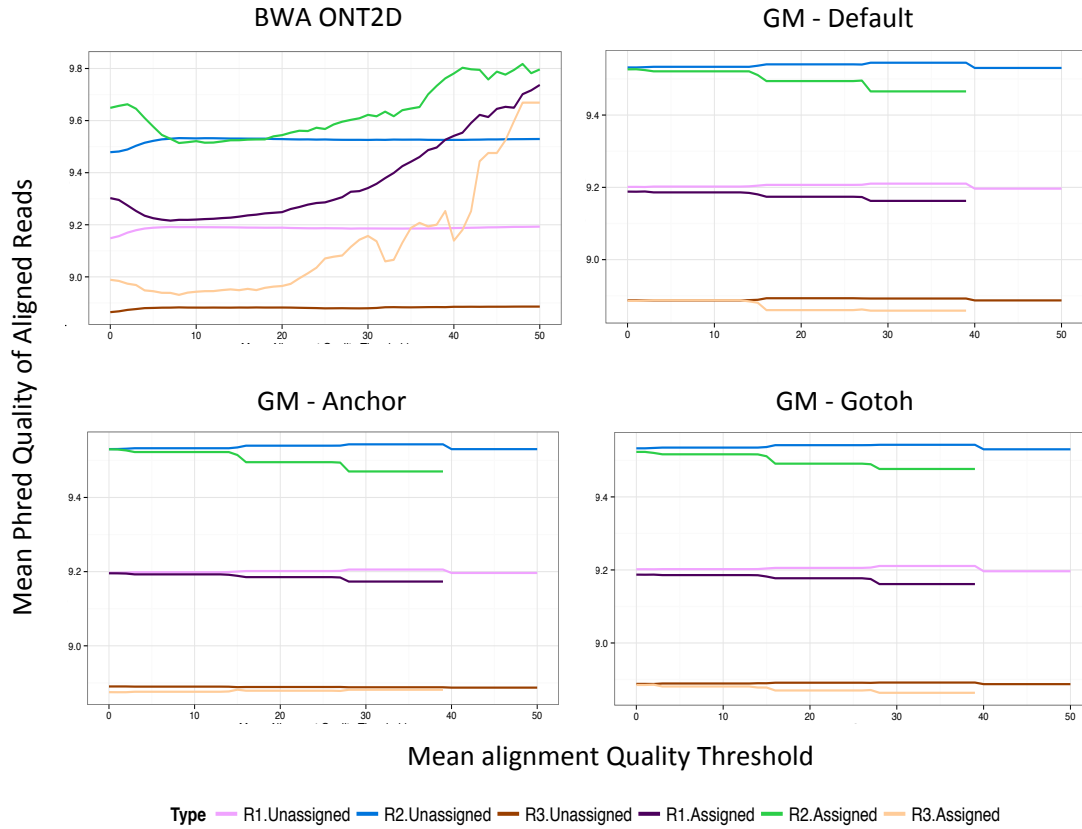 BWA ONT2D
GM - Default
9.8
9.6
9.4
9.2
9.0
0 10 20 30 40 50
9.4
9.2
9.0
0 10 20 30 40 50
Mean Phred Quality of Aligned Reads
GM - Anchor
GM - Gotoh
9.4
9.2
9.0
0 10 20 30 40 50
9.4
9.2
9.0
0 10 20 30 40 50
Mean alignment Quality Threshold
Type R1.Unassigned R2.Unassigned R3.Unassigned R1.Assigned R2.Assigned R3.Assigned